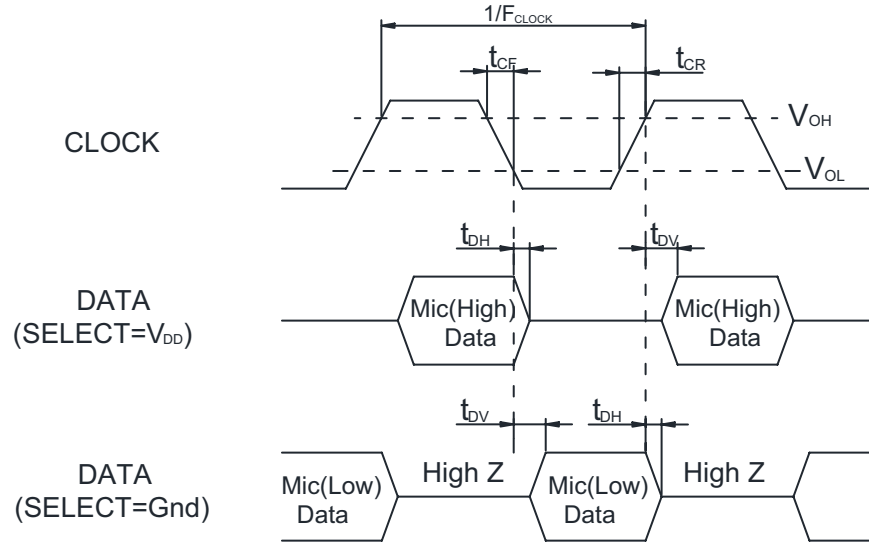 1/FCLOCK
tCF
tCR
CLOCK
VOH
VOL
tDH
tDV
DATA
(SELECT=VDD)
Mic(High)
Data
Mic(High)
Data
tDV
tDH
DATA
(SELECT=Gnd)
Mic(Low)
Data
High Z
Mic(Low)
Data
High Z